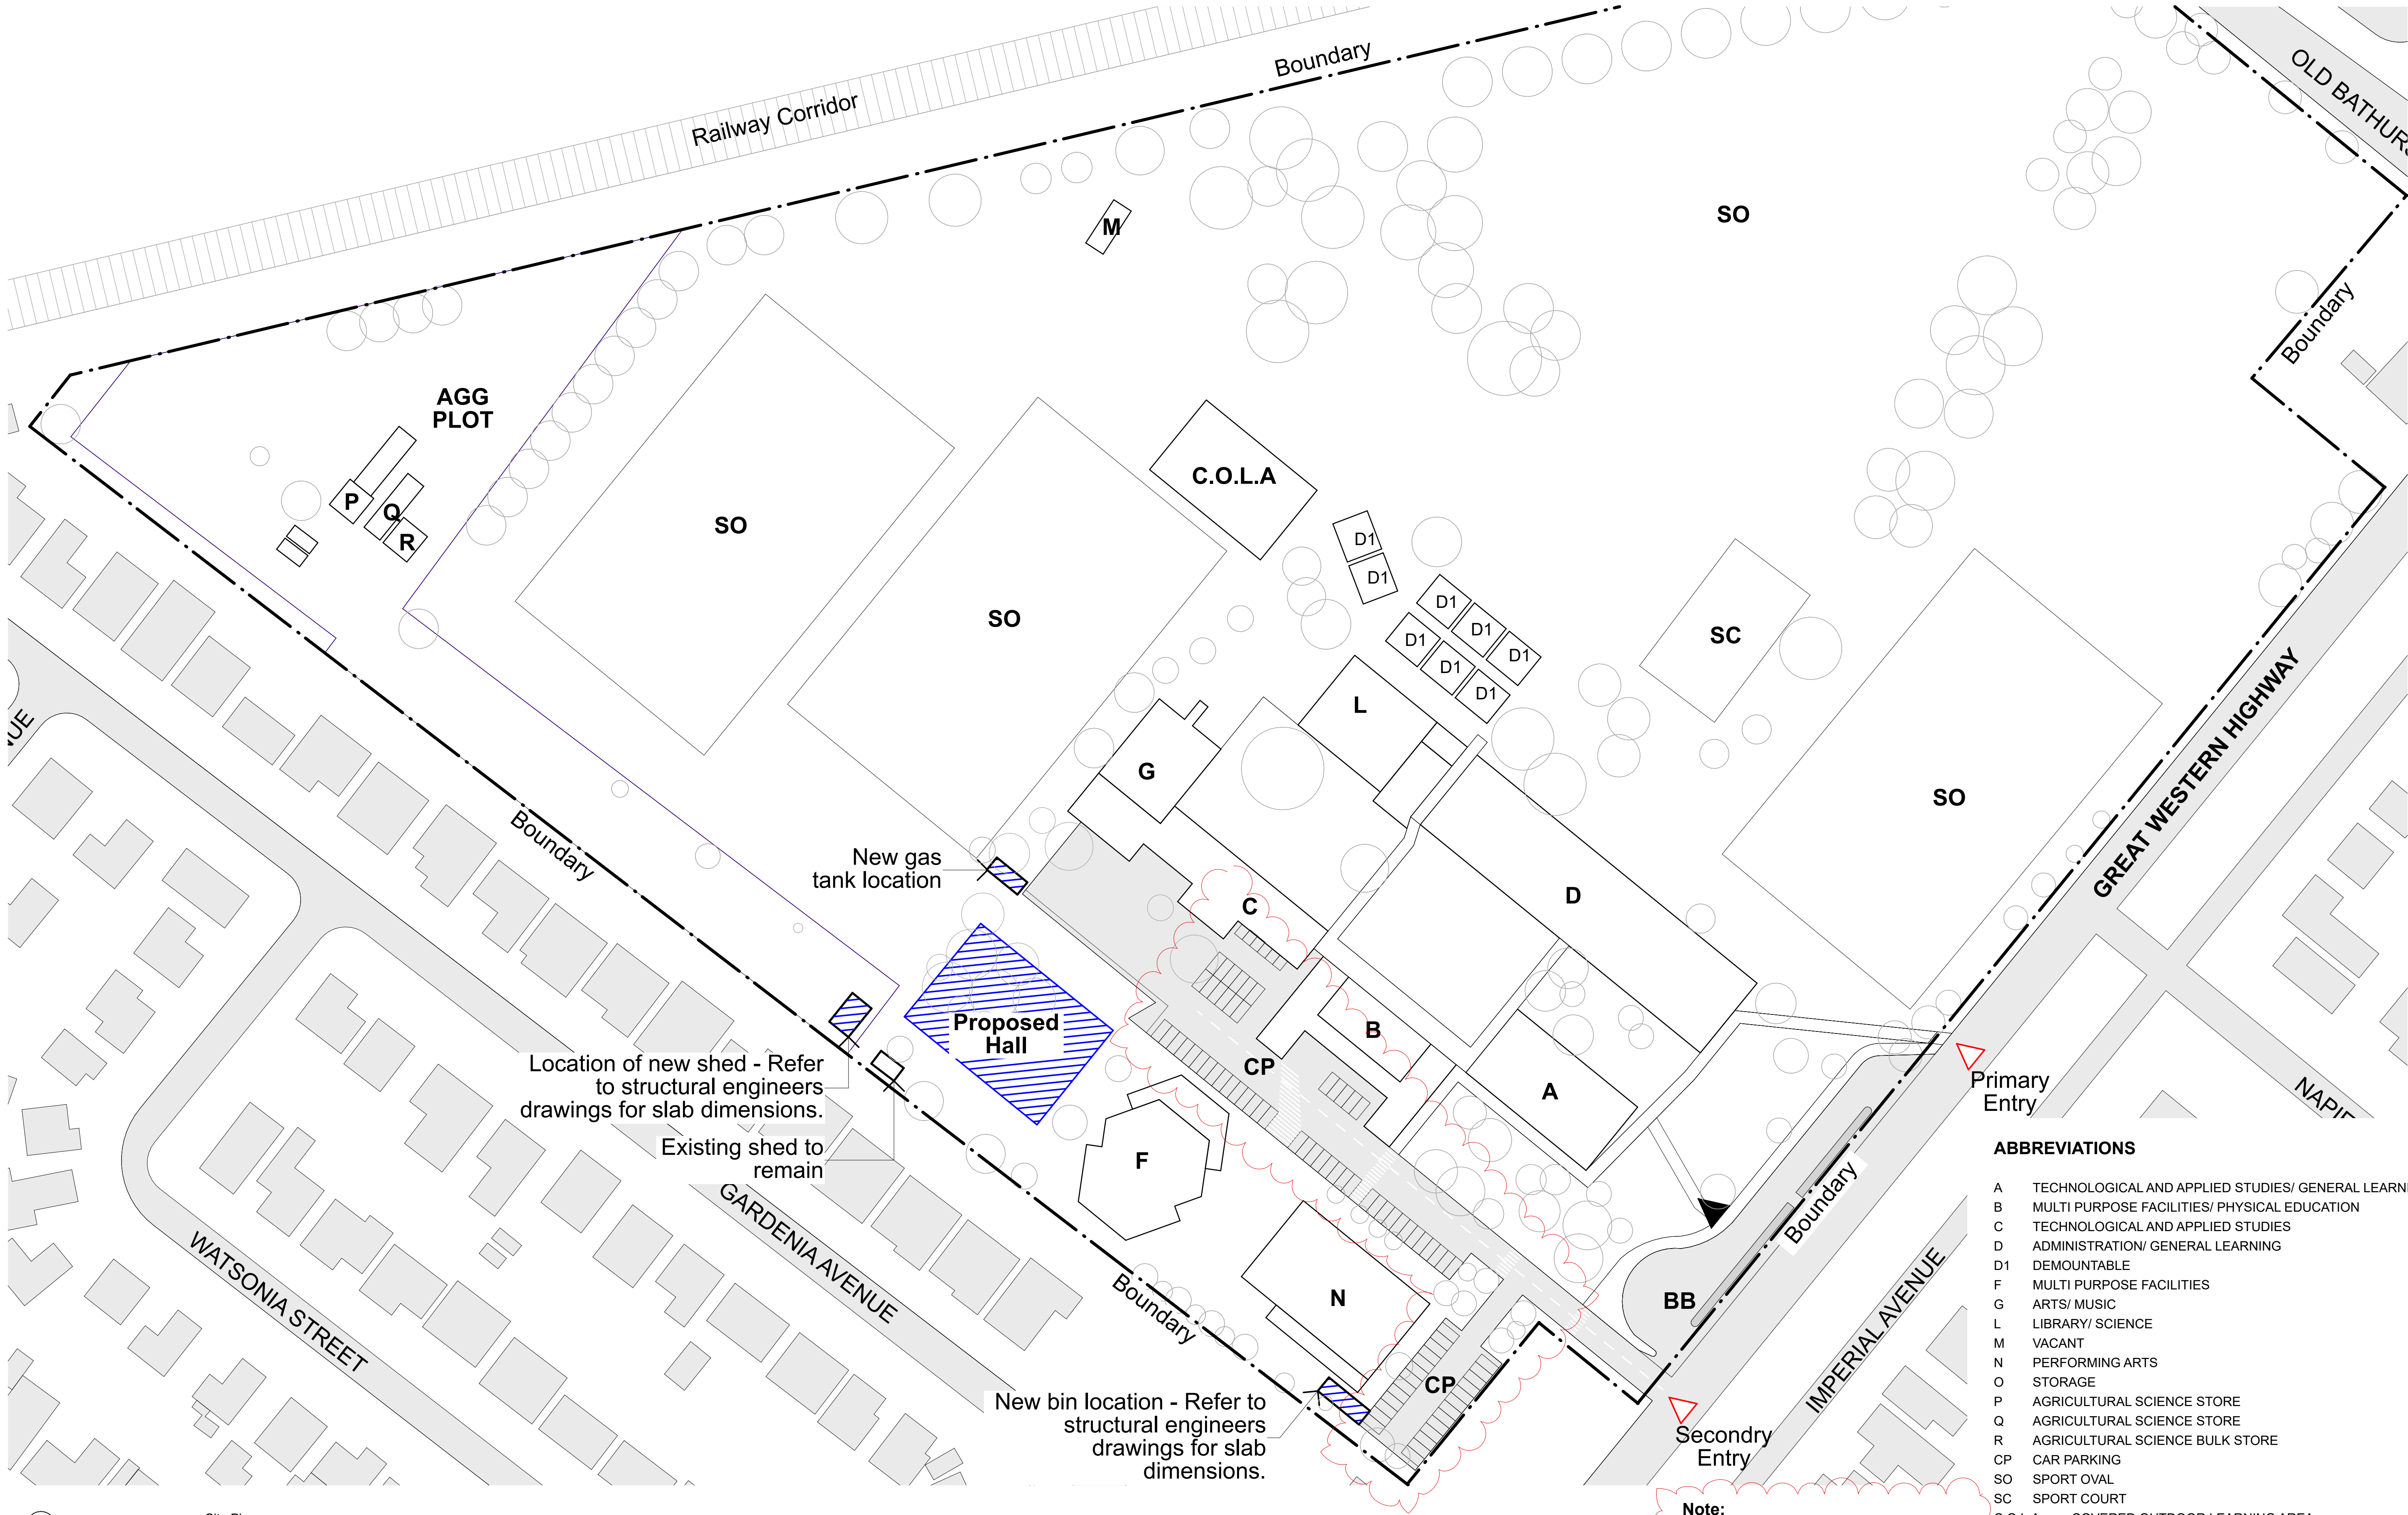 Railway Corridor
Boundary
OLD BATHURS
SO
M
Boundary
AGG
PLOT
P
Q
R
SO
SO
C.O.L.A
D1
D1
D1
D1
D1
D1
D1
D1
SC
L
G
SO
GREAT WESTERN HIGHWAY
NUE
Boundary
New gas
tank location
C
D
B
A
Proposed
Hall
CP
Location of new shed - Refer
to structural engineers
drawings for slab dimensions.
Existing shed to
remain
F
Primary
Entry
WATSONIA STREET
GARDENIA AVENUE
Boundary
N
BB
Boundary
IMPERIAL AVENUE
CP
New bin location - Refer to
structural engineers
drawings for slab
dimensions.
Secondry
Entry
ABBREVIATIONS
A TECHNOLOGICAL AND APPLIED STUDIES/ GENERAL LEARN
B MULTI PURPOSE FACILITIES/ PHYSICAL EDUCATION
C TECHNOLOGICAL AND APPLIED STUDIES
D ADMINISTRATION/ GENERAL LEARNING
D1 DEMOUNTABLE
F MULTI PURPOSE FACILITIES
G ARTS/ MUSIC
L LIBRARY/ SCIENCE
M VACANT
N PERFORMING ARTS
O STORAGE
P AGRICULTURAL SCIENCE STORE
Q AGRICULTURAL SCIENCE STORE
R AGRICULTURAL SCIENCE BULK STORE
CP CAR PARKING
SO SPORT OVAL
SC SPORT COURT
Note: